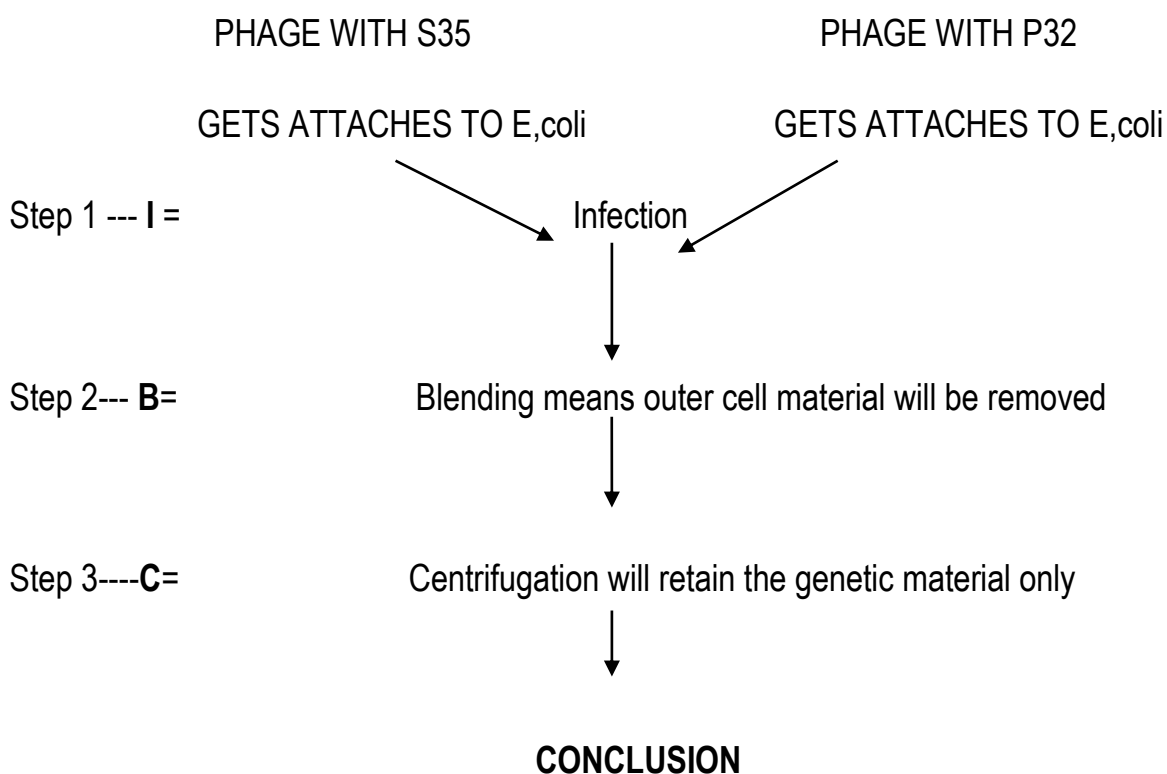 PHAGE WITH S35 PHAGE WITH P32
GETS ATTACHES TO E,coli GETS ATTACHES TO E,coli
Step 1 --- I = Infection
Step 2--- B= Blending means outer cell material will be removed
Step 3----C= Centrifugation will retain the genetic material only
CONCLUSION